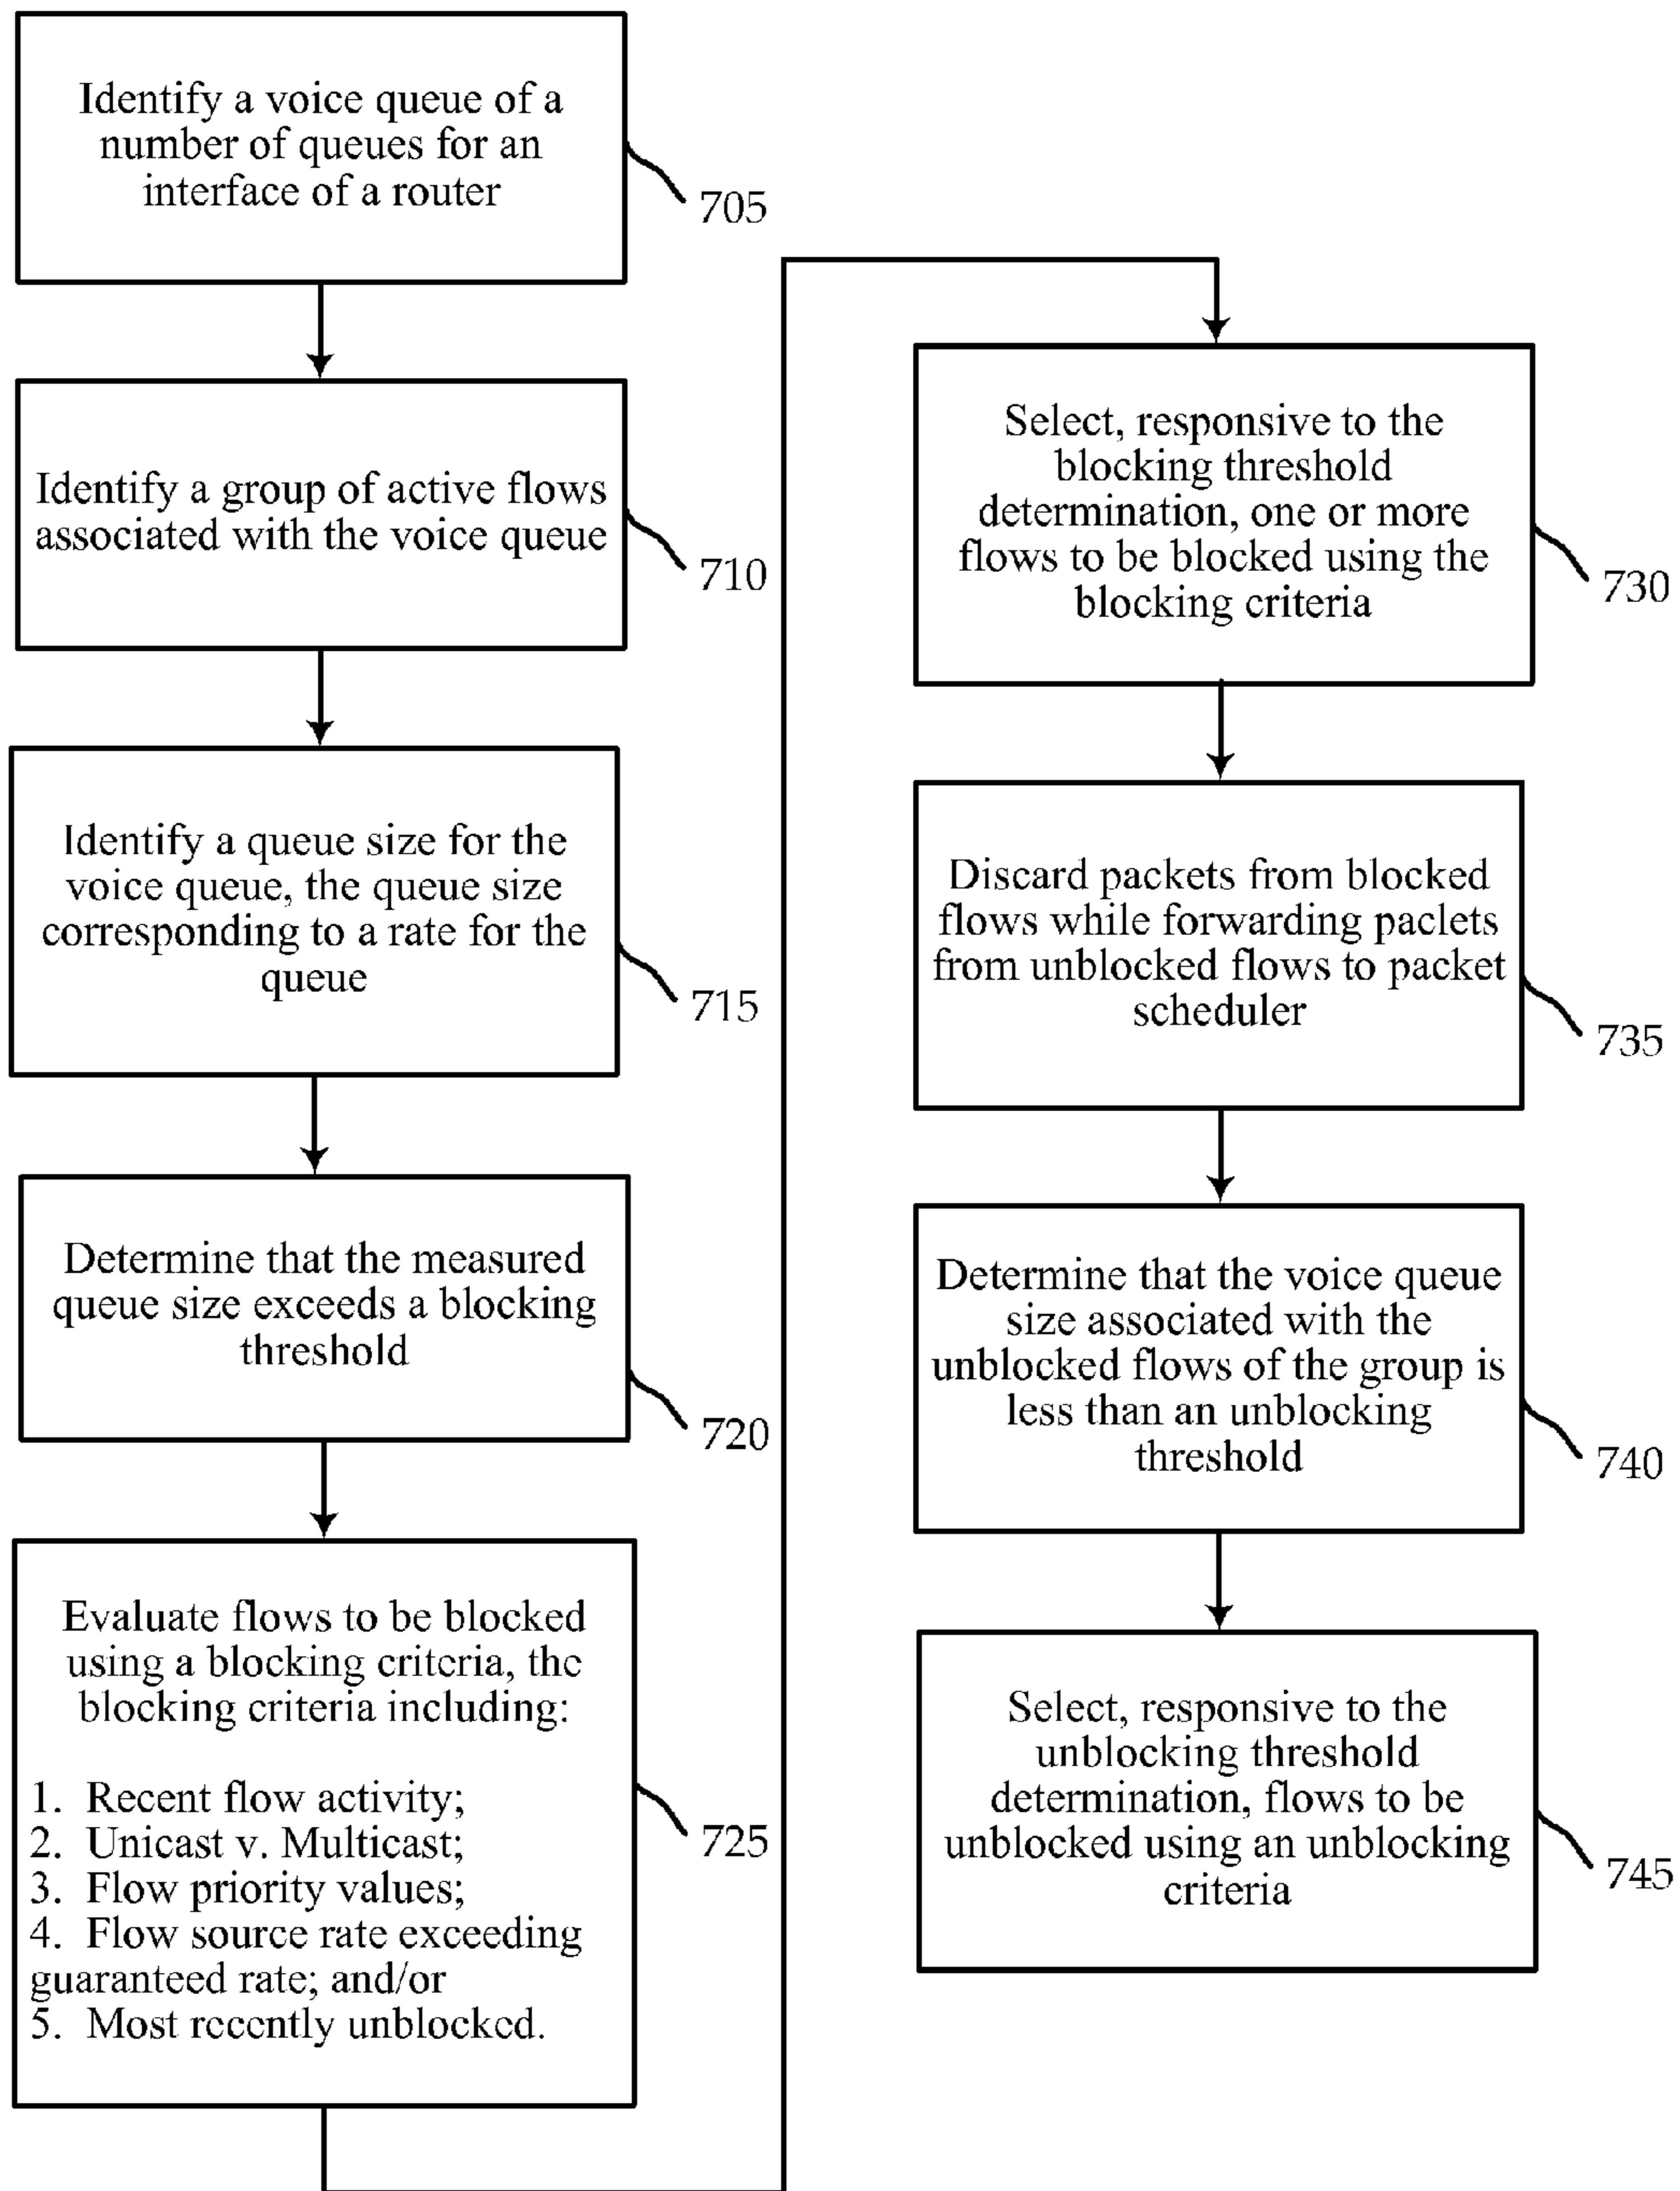 Identify a voice queue of a
number of queues for an
interface of a router
705
Identify a group of active flows
associated with the voice queue
710
Identify a queue size for the
voice queue, the queue size
corresponding to a rate for the
queue
715
Determine that the measured
queue size exceeds a blocking
threshold
720
Evaluate flows to be blocked
using a blocking criteria, the
blocking criteria including:
1. Recent flow activity;
2. Unicast v. Multicast;
3. Flow priority values;
4. Flow source rate exceeding
guaranteed rate; and/or
5. Most recently unblocked.
725
Select, responsive to the
blocking threshold
determination, one or more
flows to be blocked using the
blocking criteria
730
Discard packets from blocked
flows while forwarding paclets
from unblocked flows to packet
scheduler
735
Determine that the voice queue
size associated with the
unblocked flows of the group is
less than an unblocking
threshold
740
Select, responsive to the
unblocking threshold
determination, flows to be
unblocked using an unblocking
criteria
745